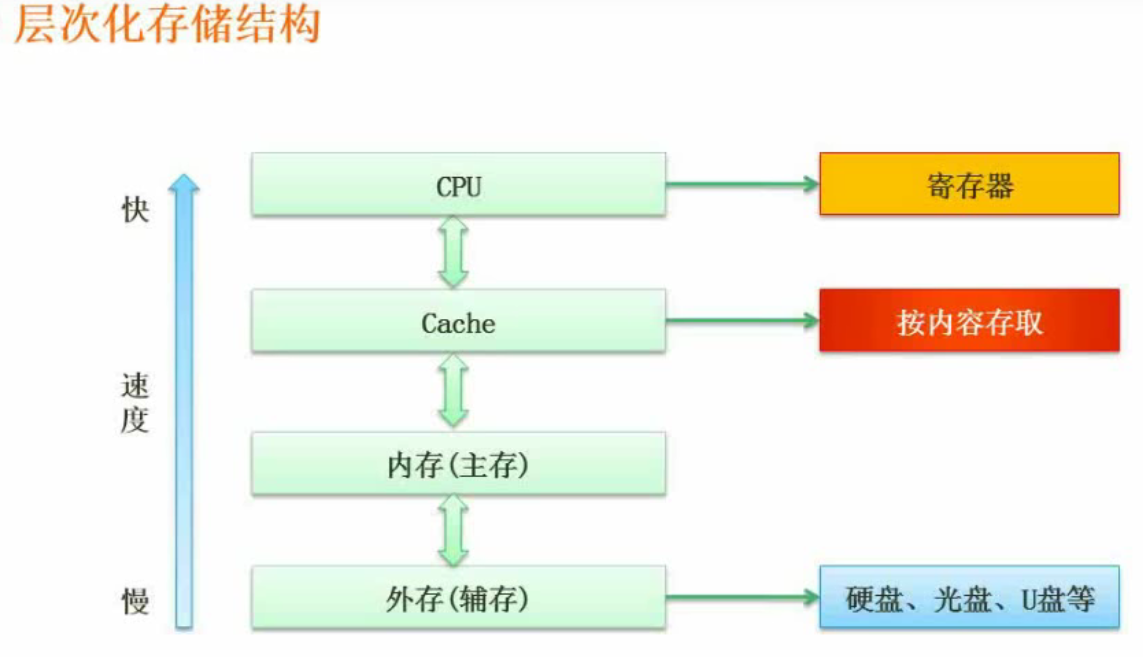 层次化存储结构
快
CPU
寄存器
Cache
按内容存取
速
度
内存(主存)
慢
外存(辅存)
硬盘、光盘、U盘等